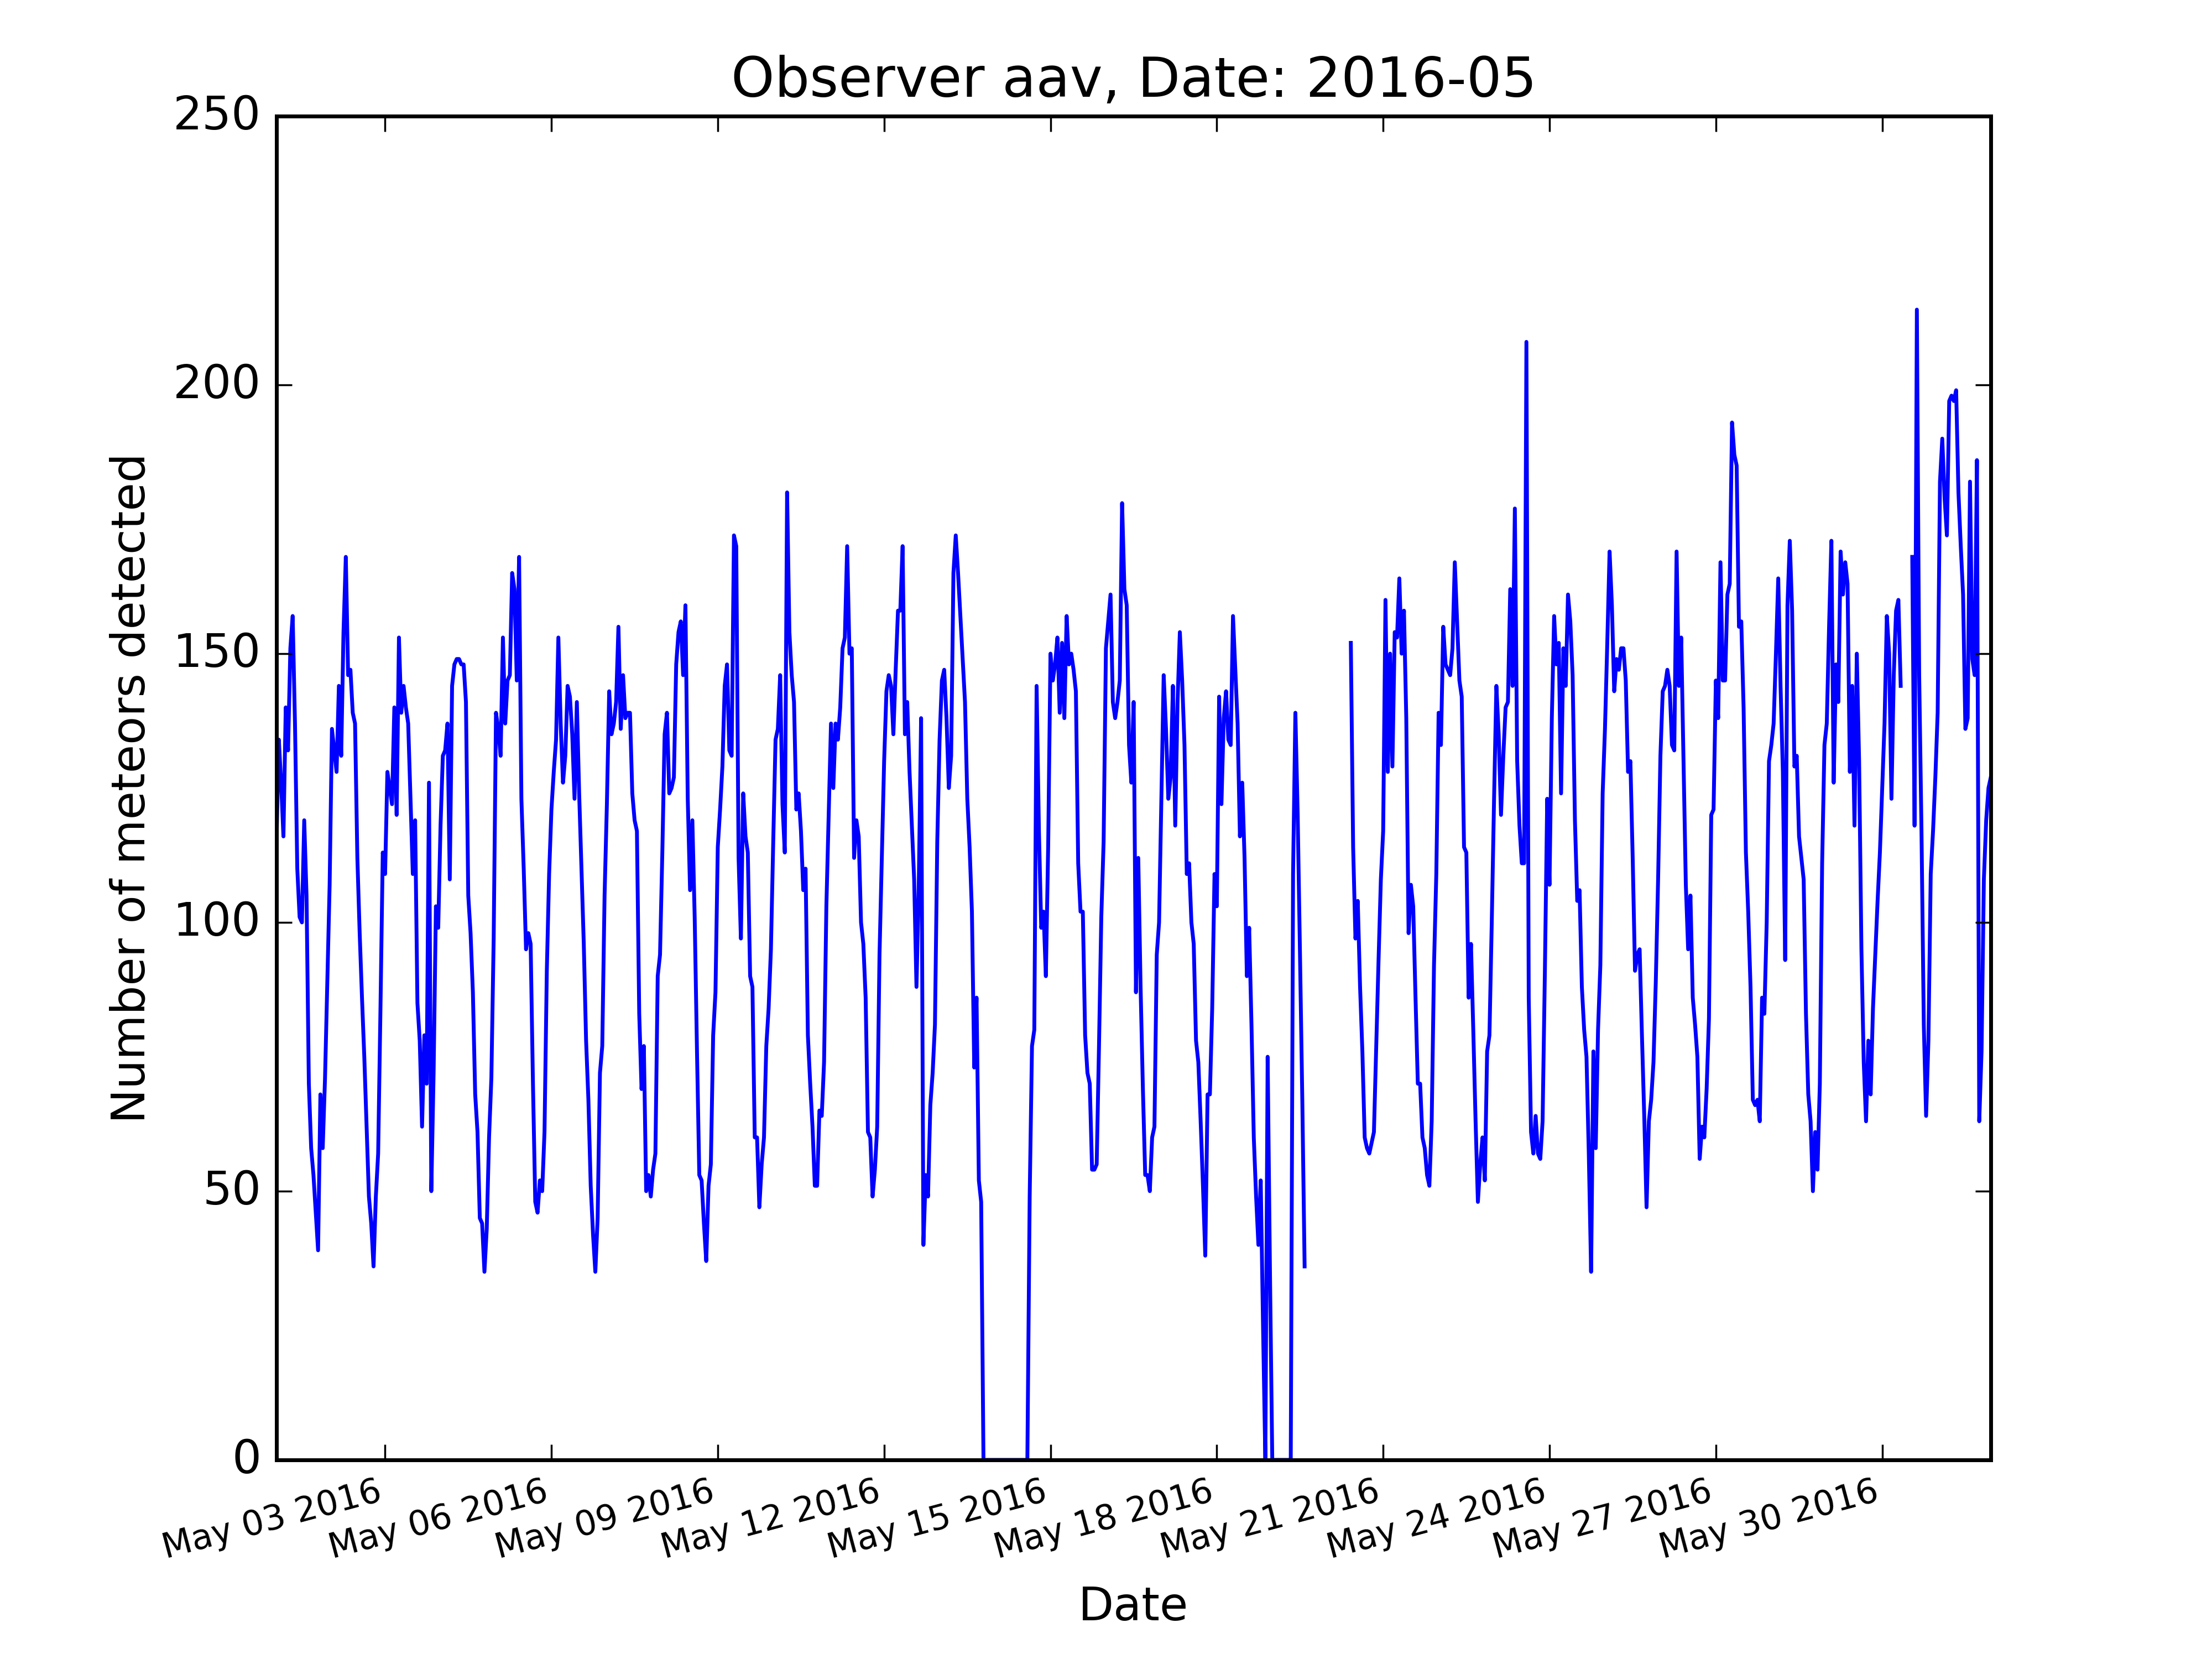 Observer aav, Date: 2016-05
250
200
150
100
50
0
Number of meteors detected
May 03 2016
May 06 2016
May 09 2016
May 12 2016
May 15 2016
May 18 2016
May 21 2016
May 24 2016
May 27 2016
May 30 2016
Date